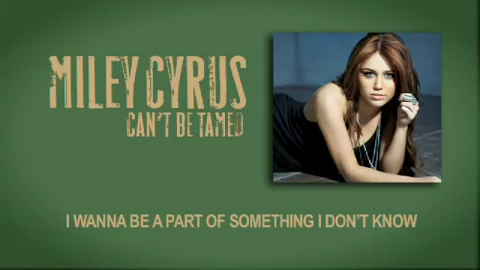 MILEY CYRUS
CAN'T BE TAMED
I WANNA BE A PART OF SOMETHING I DON'T KNOW